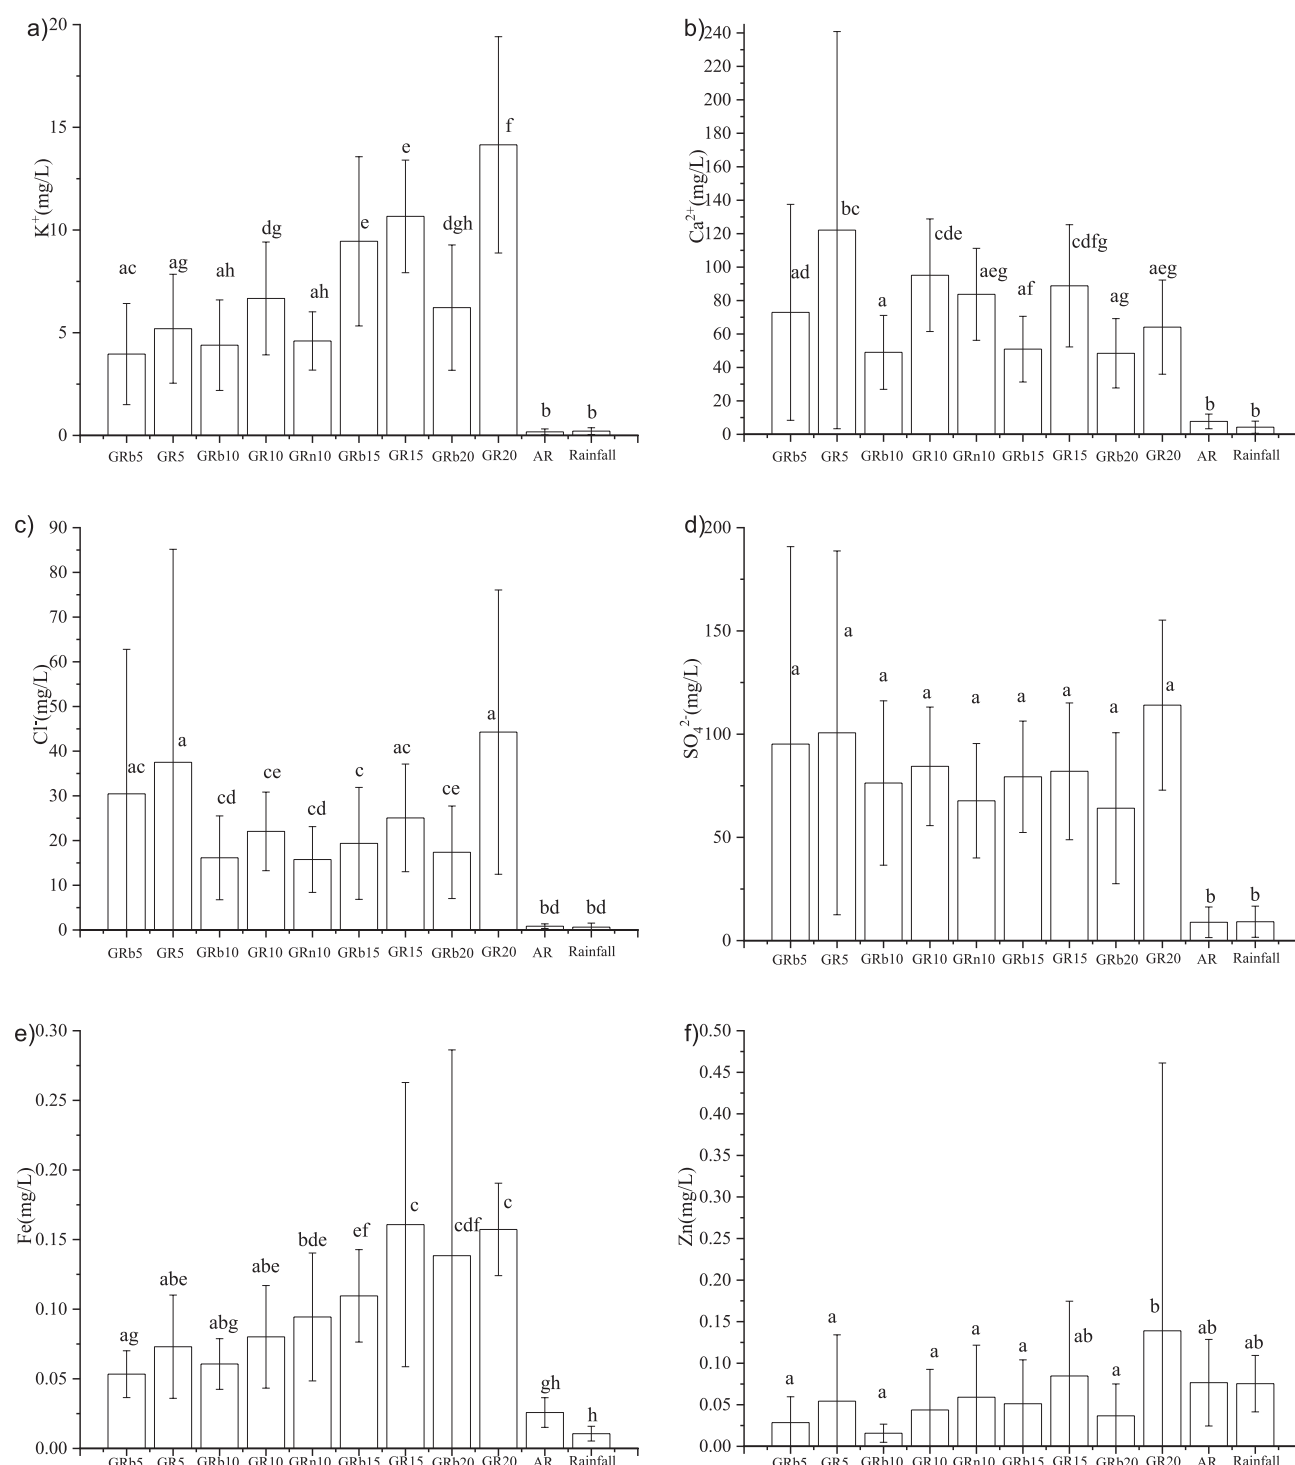 a)
K+(mg/L)
20
15
10
5
0
ac
ag
ah
dg
ah
e
e
dgh
f
b
b
GRb5 GR5 GRb10 GR10 GRn10 GRb15 GR15 GRb20 GR20 AR Rainfall
b)
Ca2+(mg/L)
240
220
200
180
160
140
120
100
80
60
40
20
0
ad
bc
a
cde
aeg
af
cdfg
ag
aeg
b
b
GRb5 GR5 GRb10 GR10 GRn10 GRb15 GR15 GRb20 GR20 AR Rainfall
c)
Cl-(mg/L)
90
80
70
60
50
40
30
20
10
0
ac
a
cd
ce
cd
c
ac
ce
a
bd
bd
GRb5 GR5 GRb10 GR10 GRn10 GRb15 GR15 GRb20 GR20 AR Rainfall
d)
SO42-(mg/L)
200
150
100
50
0
a
a
a
a
a
a
a
a
a
b
b
GRb5 GR5 GRb10 GR10 GRn10 GRb15 GR15 GRb20 GR20 AR Rainfall
e)
Fe(mg/L)
0.30
0.25
0.20
0.15
0.10
0.05
0.00
ag
abe
abg
abe
bde
ef
c
cdf
c
gh
h
GRb5 GR5 GRb10 GR10 GRn10 GRb15 GR15 GRb20 GR20 AR Rainfall
f)
Zn(mg/L)
0.50
0.45
0.40
0.35
0.30
0.25
0.20
0.15
0.10
0.05
0.00
a
a
a
a
a
a
ab
a
b
ab
ab
GRb5 GR5 GRb10 GR10 GRn10 GRb15 GR15 GRb20 GR20 AR Rainfall